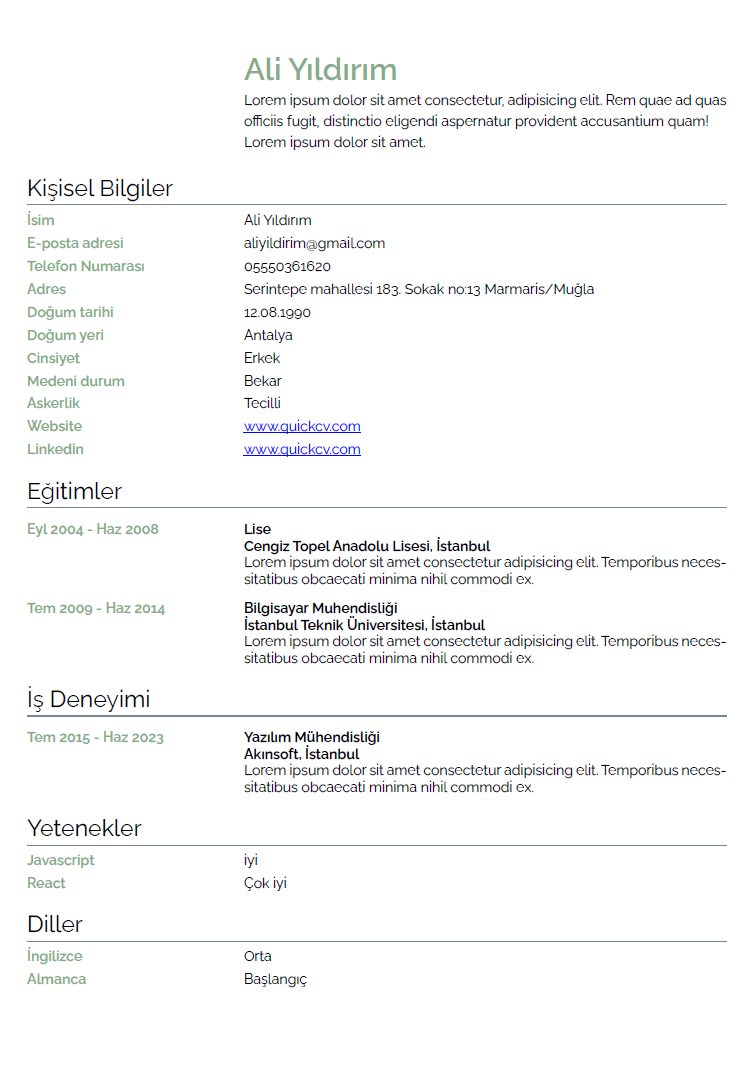 Ali Yıldırım
Lorem ipsum dolor sit amet consectetur, adipisicing elit. Rem quae ad quas
officiis fugit, distinctio eligendi aspernatur provident accusantium quam!
Lorem ipsum dolor sit amet.
Kişisel Bilgiler
İsim Ali Yıldırım
E-posta adresi aliyildirim@gmail.com
Telefon Numarası 05550361620
Adres Serintepe mahallesi 183. Sokak no:13 Marmaris/Muğla
Doğum tarihi 12.08.1990
Doğum yeri Antalya
Cinsiyet Erkek
Medeni durum Bekar
Askerlik Tecilli
Website www.quickcv.com
Linkedin www.quickcv.com
Eğitimler
Eyl 2004 - Haz 2008 Lise
Cengiz Topel Anadolu Lisesi, İstanbul
Lorem ipsum dolor sit amet consectetur adipisicing elit. Temporibus neces-
sitatibus obcaecati minima nihil commodi ex.
Tem 2009 - Haz 2014 Bilgisayar Muhendisliği
İstanbul Teknik Üniversitesi, İstanbul
Lorem ipsum dolor sit amet consectetur adipisicing elit. Temporibus neces-
sitatibus obcaecati minima nihil commodi ex.
İş Deneyimi
Tem 2015 - Haz 2023 Yazılım Mühendisliği
Akınsoft, İstanbul
Lorem ipsum dolor sit amet consectetur adipisicing elit. Temporibus neces-
sitatibus obcaecati minima nihil commodi ex.
Yetenekler
Javascript iyi
React Çok iyi
Diller
İngilizce Orta
Almanca Başlangıç